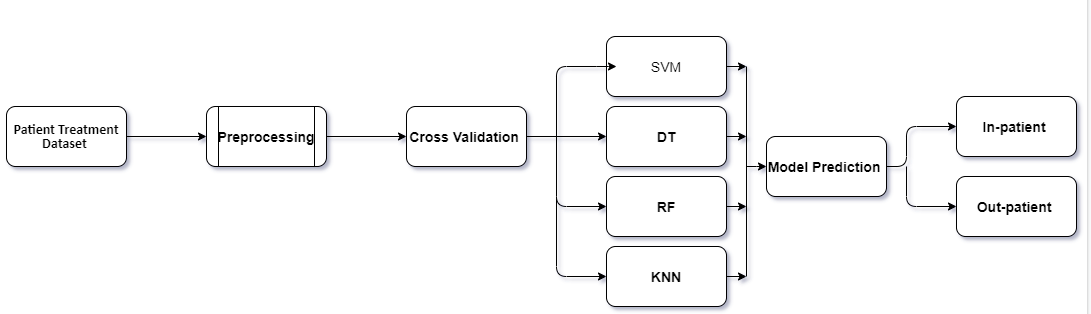 Patient Treatment
Dataset
Preprocessing
Cross Validation
SVM
DT
RF
KNN
Model Prediction
In-patient
Out-patient